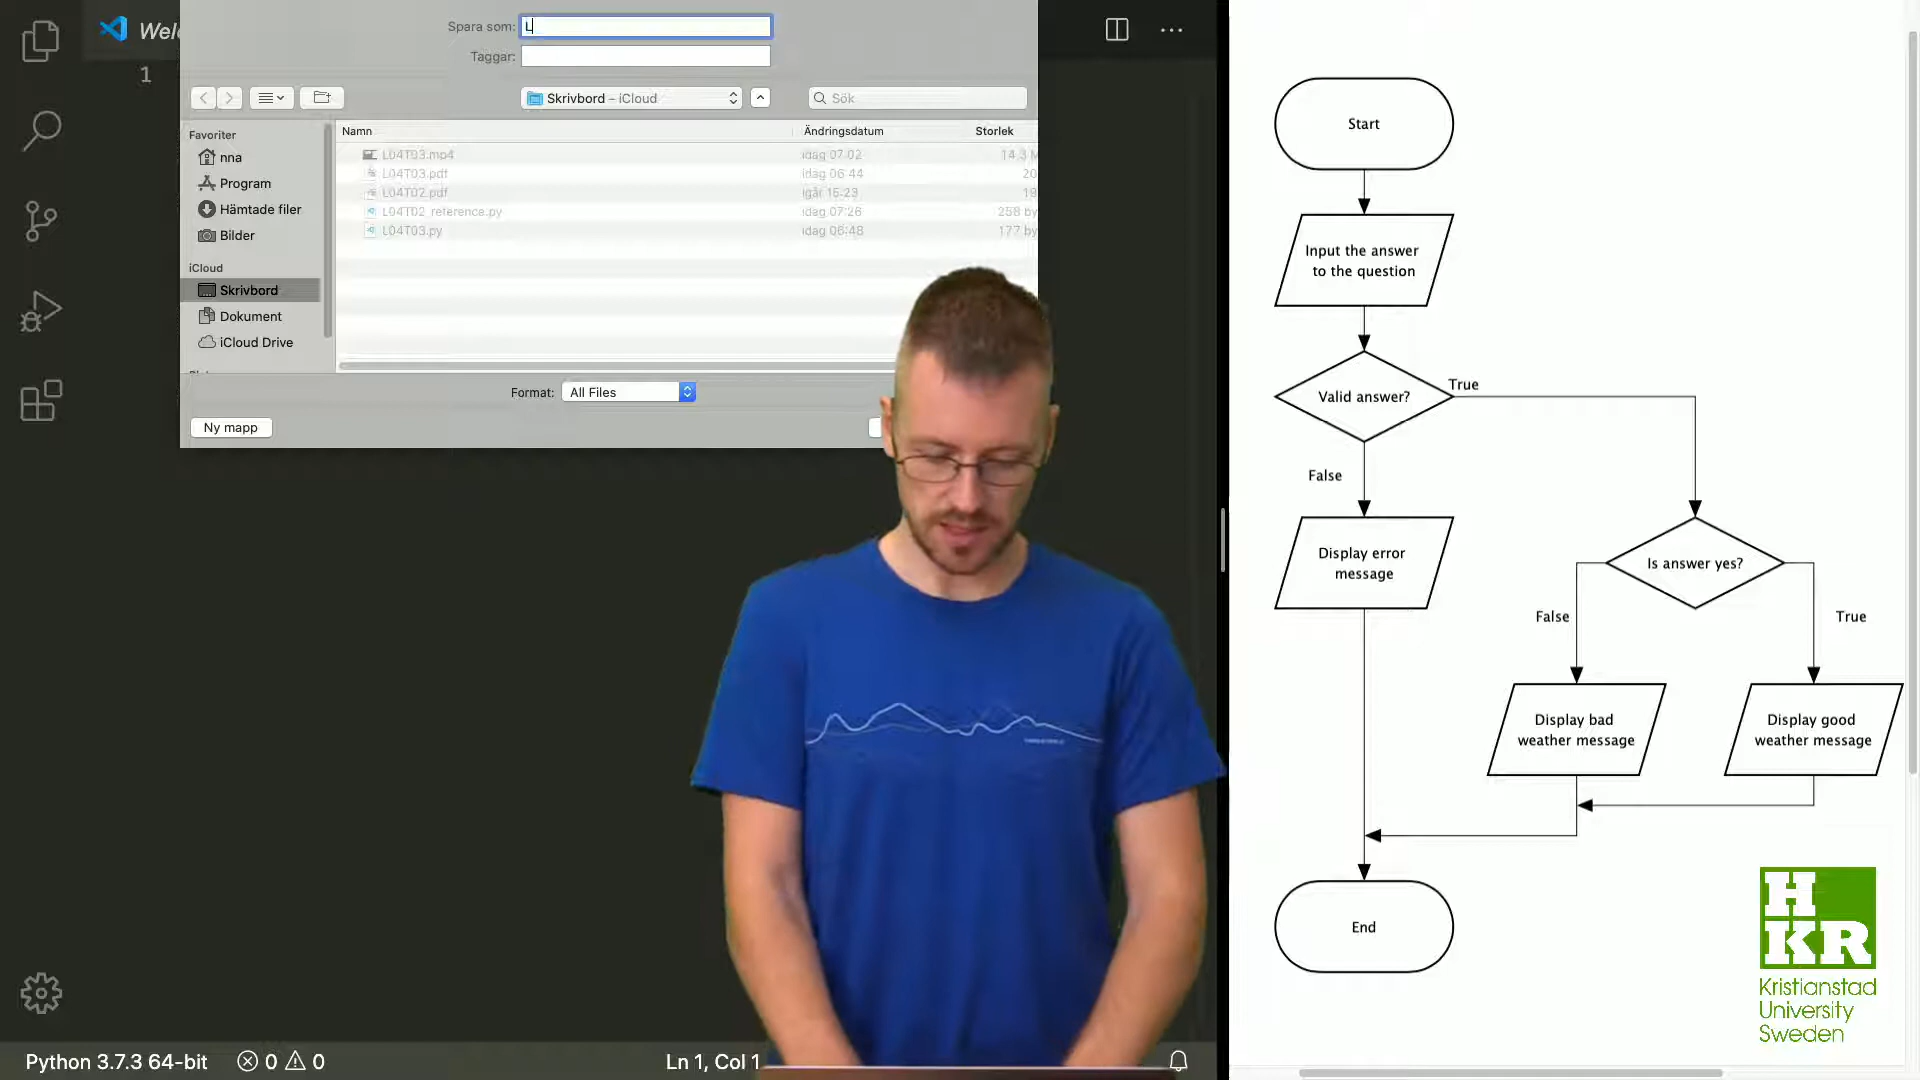 Welc
1
Spara som: L
Taggar:
Skrivbord – iCloud
Sök
Favoriter
nna
Program
Hämtade filer
Bilder
iCloud
Skrivbord
Dokument
iCloud Drive
Namn Ändringsdatum Storlek
L04T03.mp4 idag 07:02 14,3 M
L04T03.pdf idag 06:44 20
L04T02.pdf igår 15:23 19
L04T02_reference.py idag 07:26 258 by
L04T03.py idag 06:48 177 by
Format: All Files
Ny mapp
Python 3.7.3 64-bit 0 0 Ln 1, Col 1
Start
Input the answer
to the question
Valid answer?
True
False
Display error
message
Is answer yes?
False
True
Display bad
weather message
Display good
weather message
End
HKR
Kristianstad
University
Sweden